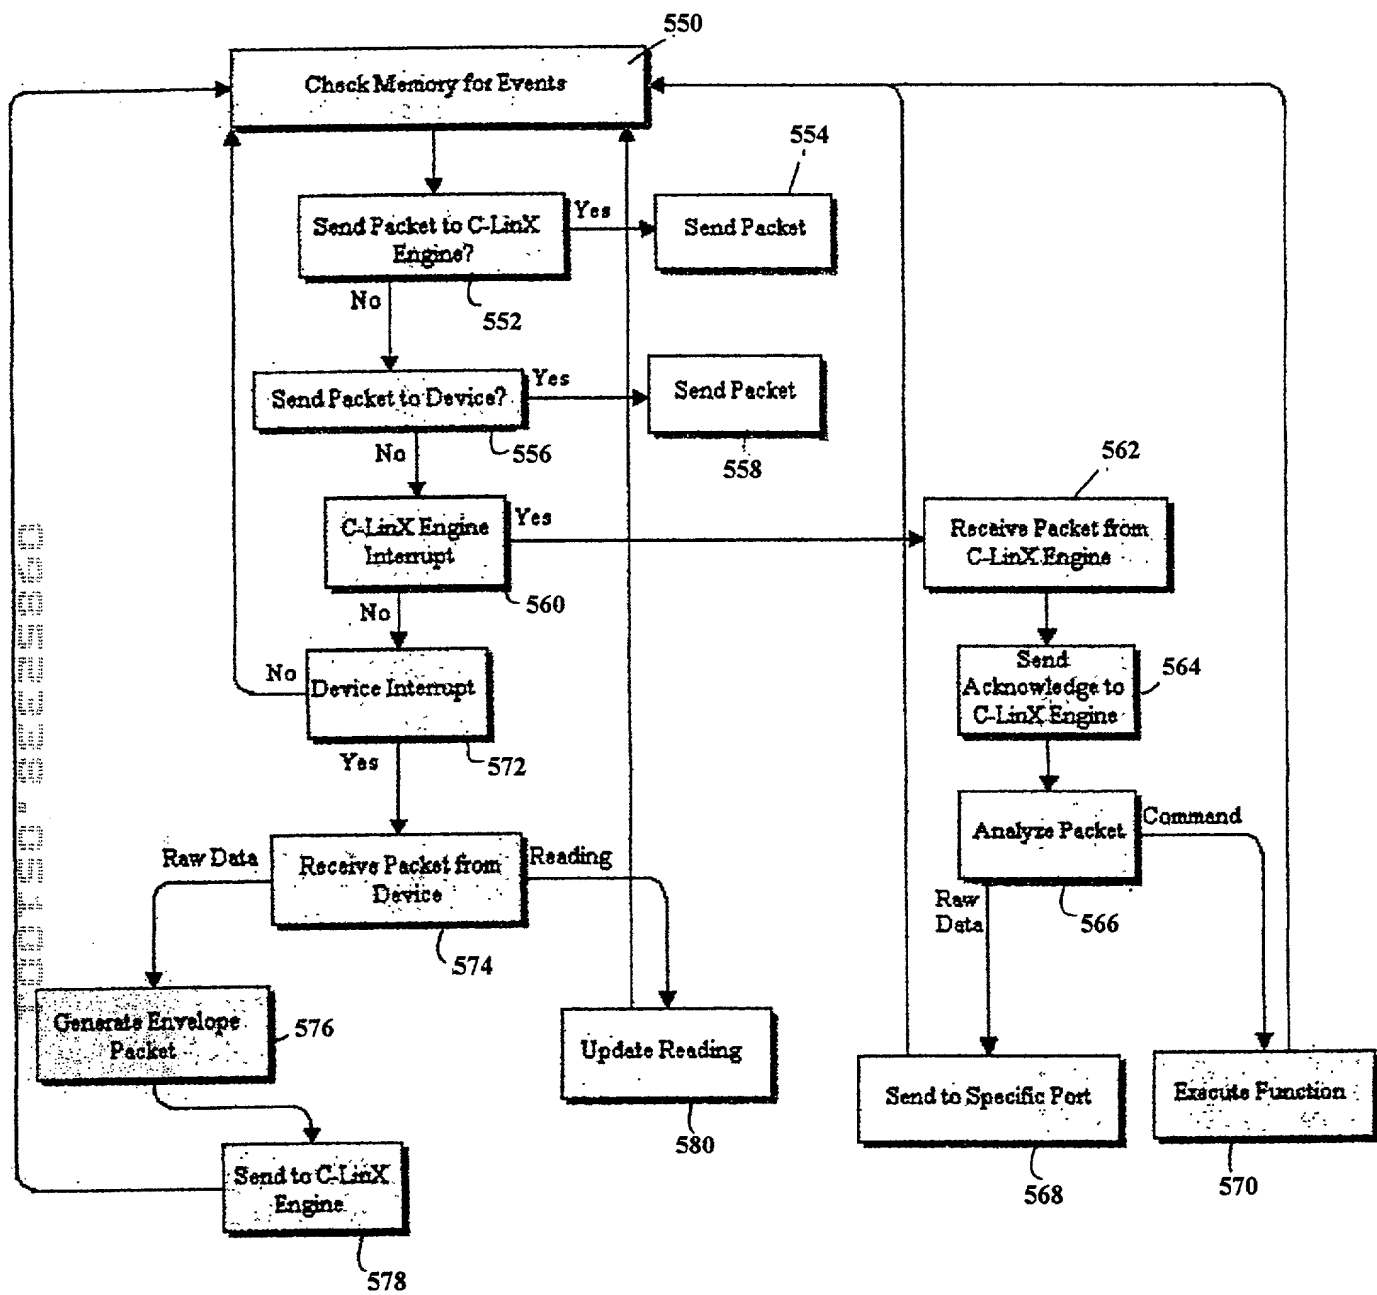 550
Check Memory for Events
554
Send Packet to C-LinX
Engine?
Yes
Send Packet
552
No
Send Packet to Device?
Yes
Send Packet
556
558
No
562
C-LinX Engine
Interrupt
Yes
Receive Packet from
C-LinX Engine
560
No
Device Interrupt
No
Send
Acknowledge to
C-LinX Engine
564
572
Yes
Analyze Packet
Command
Raw Data
Receive Packet from
Device
Reading
Raw
Data
566
574
Generate Envelope
Packet
576
Update Reading
Send to Specific Port
Execute Function
580
568
570
Send to C-LinX
Engine
578